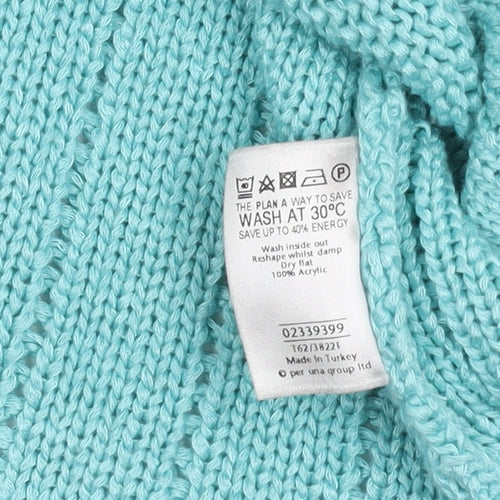 P
THE PLAN A WAY TO SAVE
WASH AT 30°C
SAVE UP TO 40% ENERGY
Wash inside out
Reshape whilst damp
Dry flat
100% Acrylic
02339399
T62/3822F
Made in Turkey
© per una group ltd